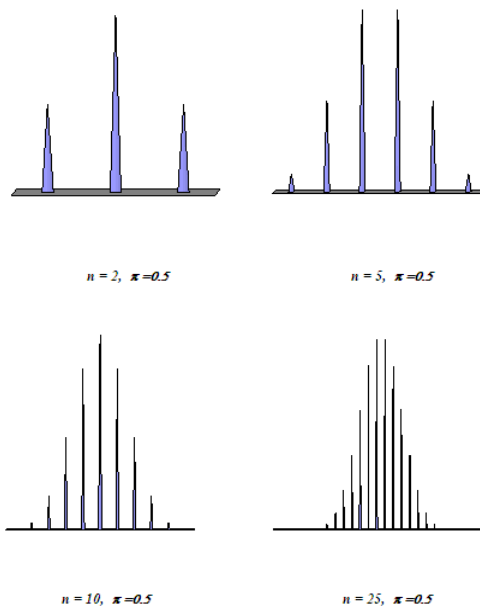 n = 2, π =0.5
n = 5, π =0.5
n = 10, π =0.5
n = 25, π =0.5